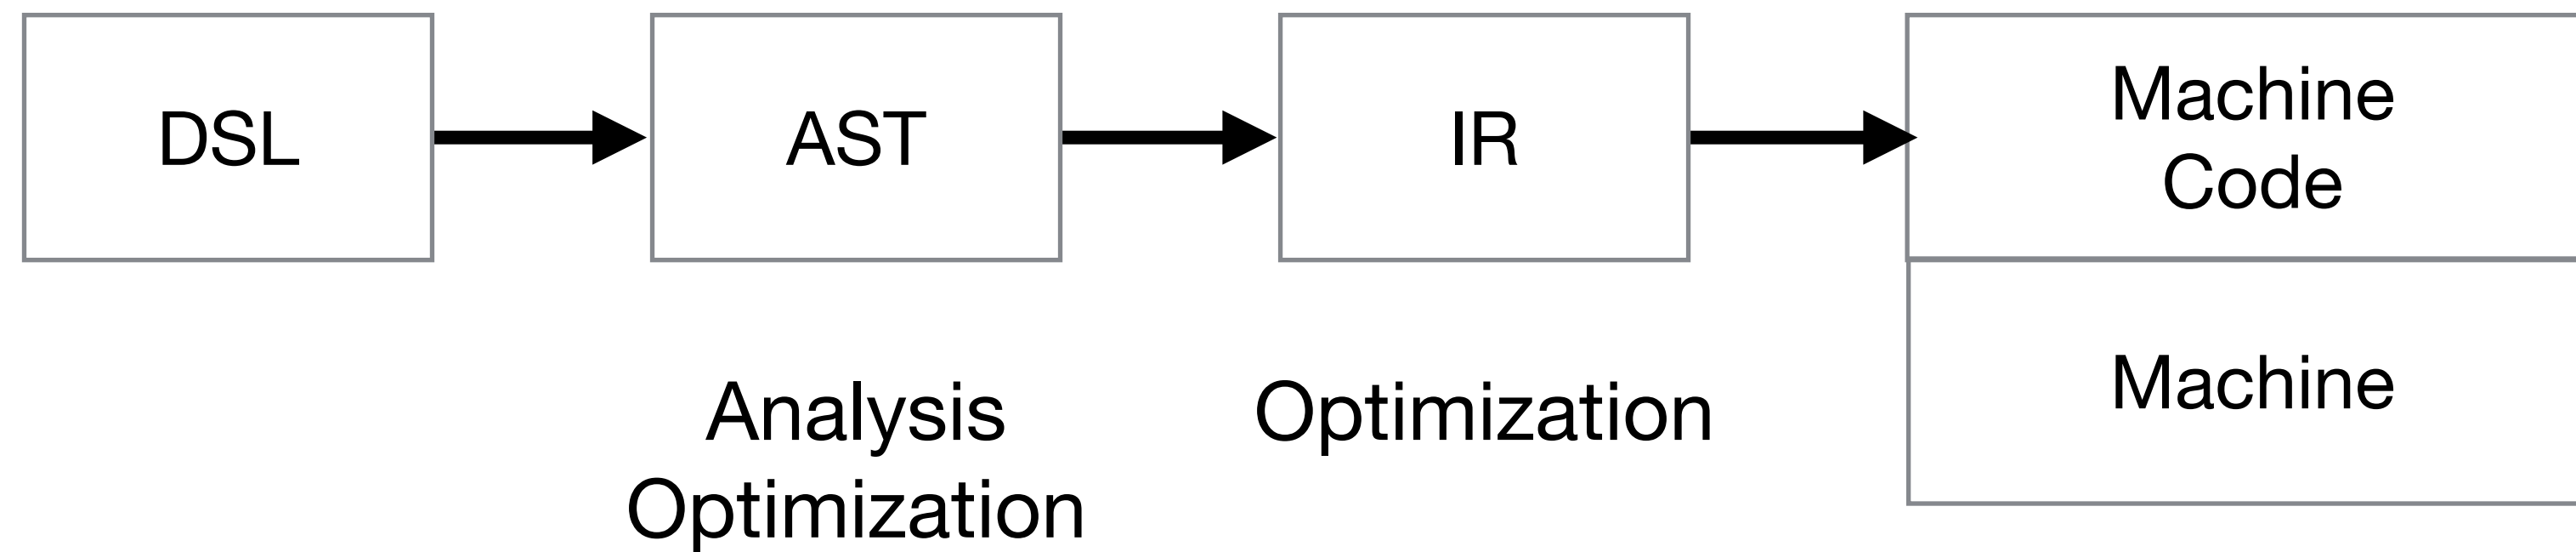 DSL
AST
IR
Machine
Code
Machine
Analysis
Optimization
Optimization